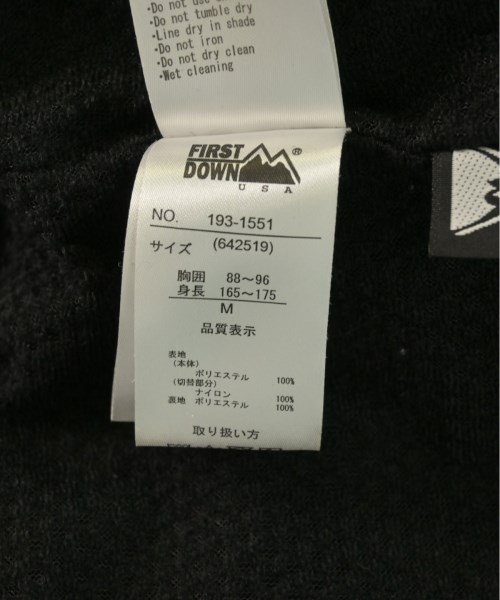 ·Do not tumble dry
·Line dry in shade
·Do not iron
·Do not dry clean
·Wet cleaning
FIRST
DOWN
®
USA
NO. 193-1551
サイズ (642519)
胸囲 88～96
身長 165～175
M
品質表示
表地
(本体)
ポリエステル 100%
(切替部分)
ナイロン 100%
裏地 ポリエステル 100%
取り扱い方